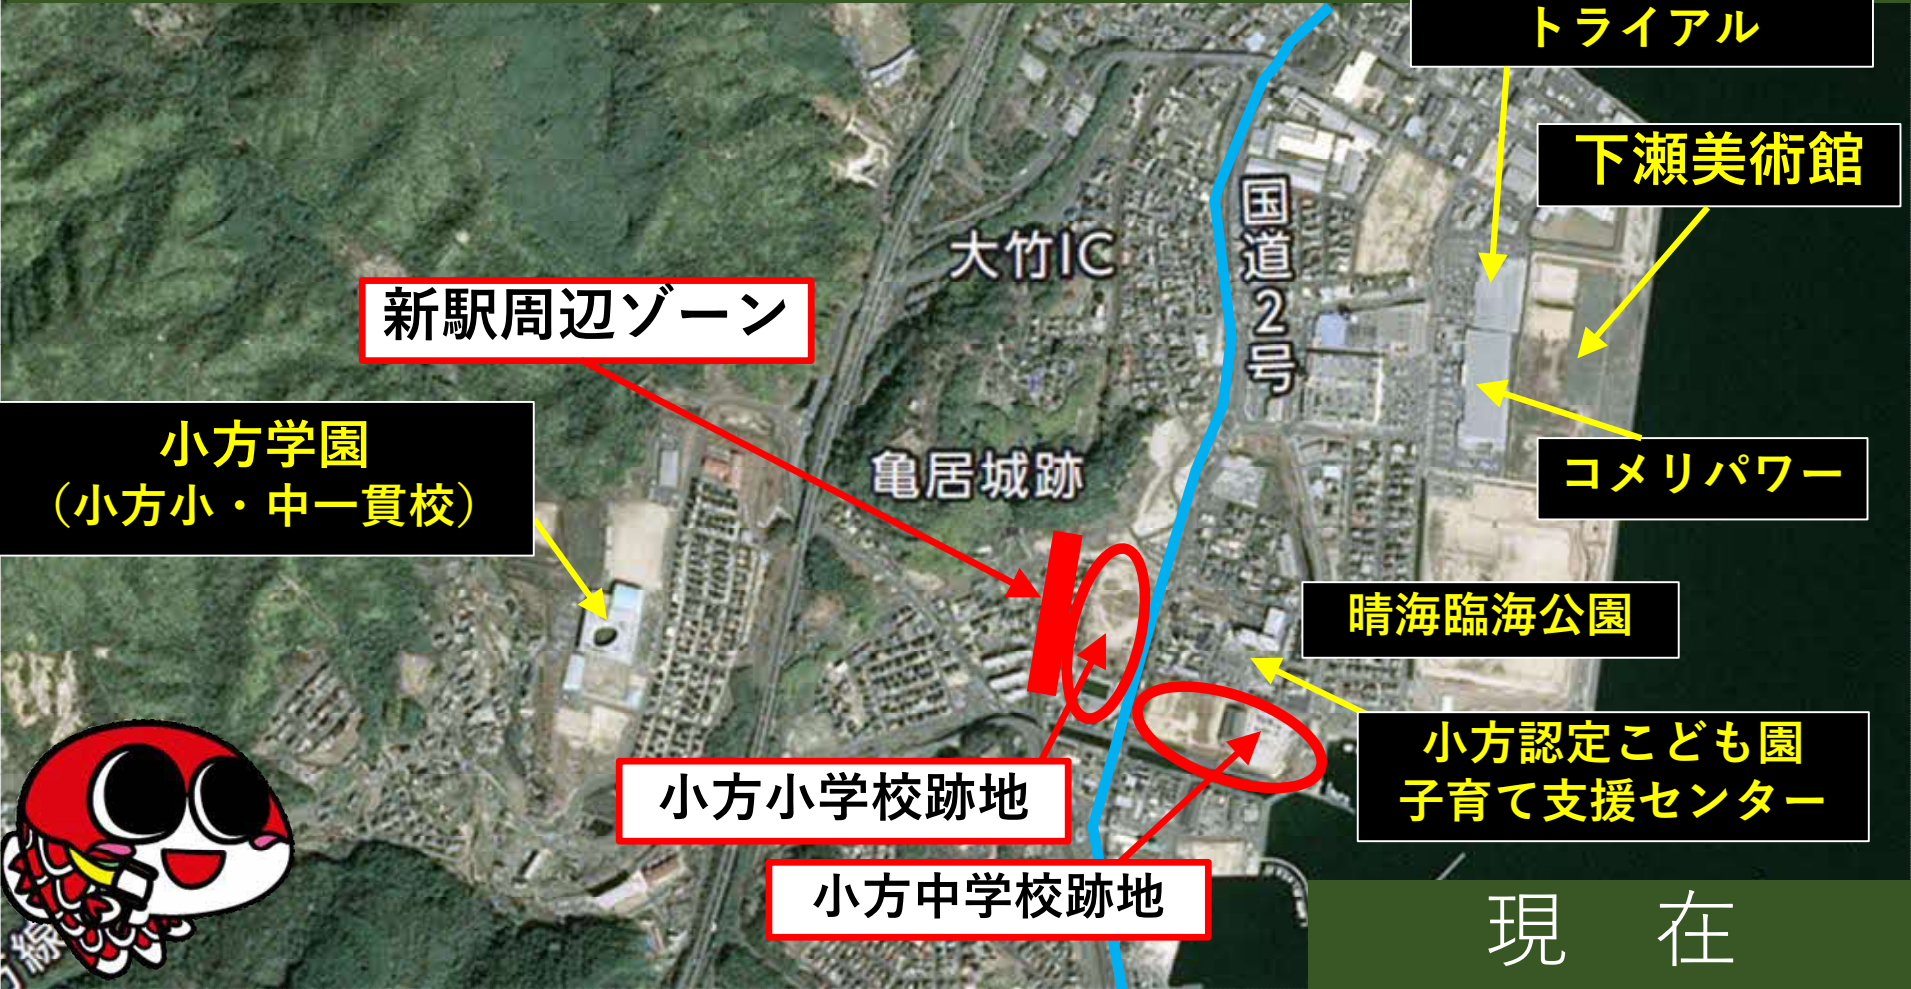 トライアル
下瀬美術館
国道2号
大竹IC
新駅周辺ゾーン
小方学園
（小方小・中一貫校）
亀居城跡
コメリパワー
晴海臨海公園
小方認定こども園
子育て支援センター
小方小学校跡地
小方中学校跡地
現 在